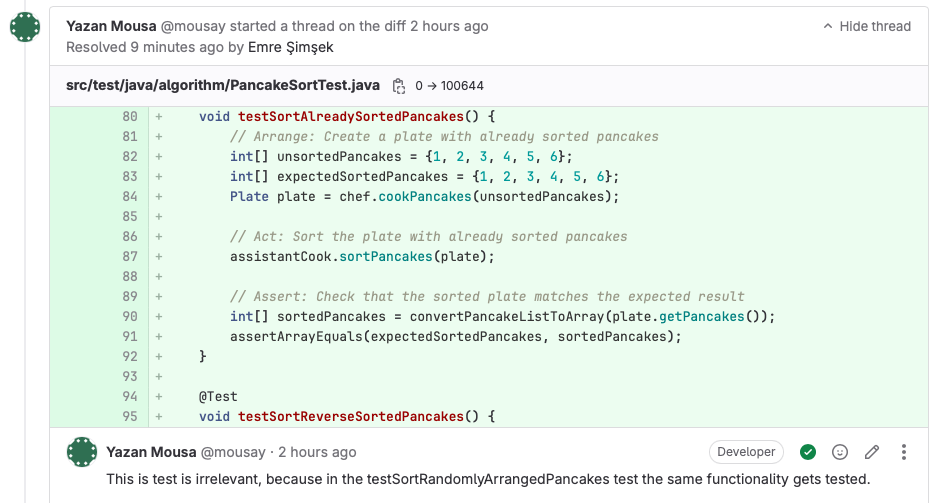 Yazan Mousa @mousay started a thread on the diff 2 hours ago
Hide thread
Resolved 9 minutes ago by Emre Şimşek
src/test/java/algorithm/PancakeSortTest.java 0 → 100644
80 + void testSortAlreadySortedPancakes() {
81 + // Arrange: Create a plate with already sorted pancakes
82 + int[] unsortedPancakes = {1, 2, 3, 4, 5, 6};
83 + int[] expectedSortedPancakes = {1, 2, 3, 4, 5, 6};
84 + Plate plate = chef.cookPancakes(unsortedPancakes);
85 +
86 + // Act: Sort the plate with already sorted pancakes
87 + assistantCook.sortPancakes(plate);
88 +
89 + // Assert: Check that the sorted plate matches the expected result
90 + int[] sortedPancakes = convertPancakeListToArray(plate.getPancakes());
91 + assertArrayEquals(expectedSortedPancakes, sortedPancakes);
92 + }
93 +
94 + @Test
95 + void testSortReverseSortedPancakes() {
Yazan Mousa @mousay · 2 hours ago
Developer
This is test is irrelevant, because in the testSortRandomlyArrangedPancakes test the same functionality gets tested.